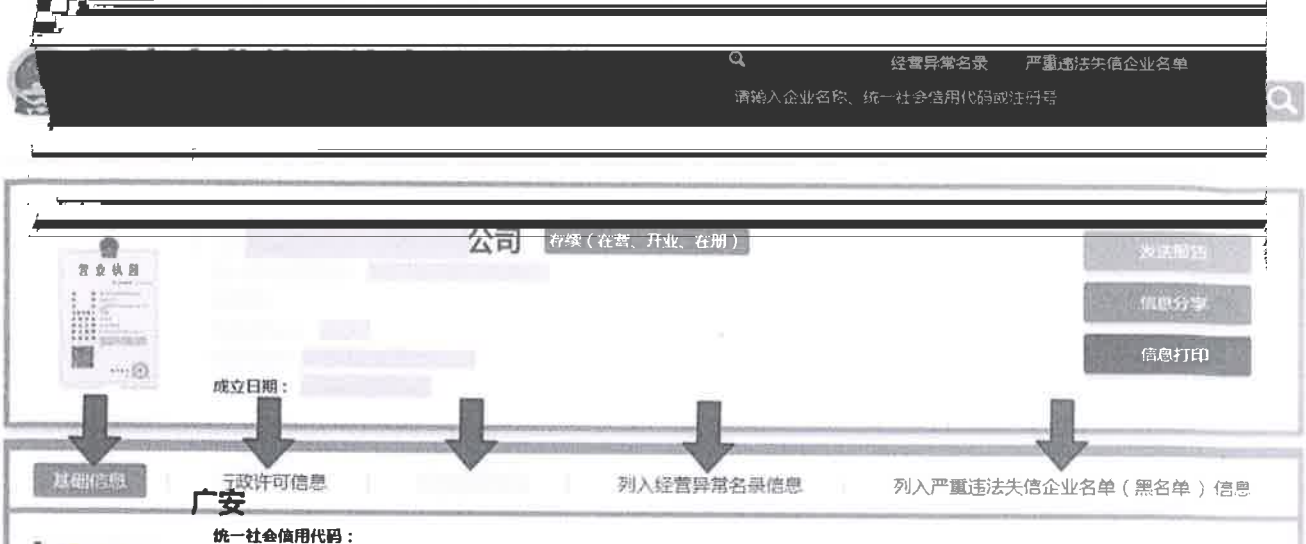 经营异常名录 严重违法失信企业名单
请输入企业名称、统一社会信用代码或注册号
公司 存续（在营、开业、在册）
营业执照
信息分享
信息打印
成立日期：
基础信息 行政许可信息 列入经营异常名录信息 列入严重违法失信企业名单（黑名单）信息
广安
统一社会信用代码：